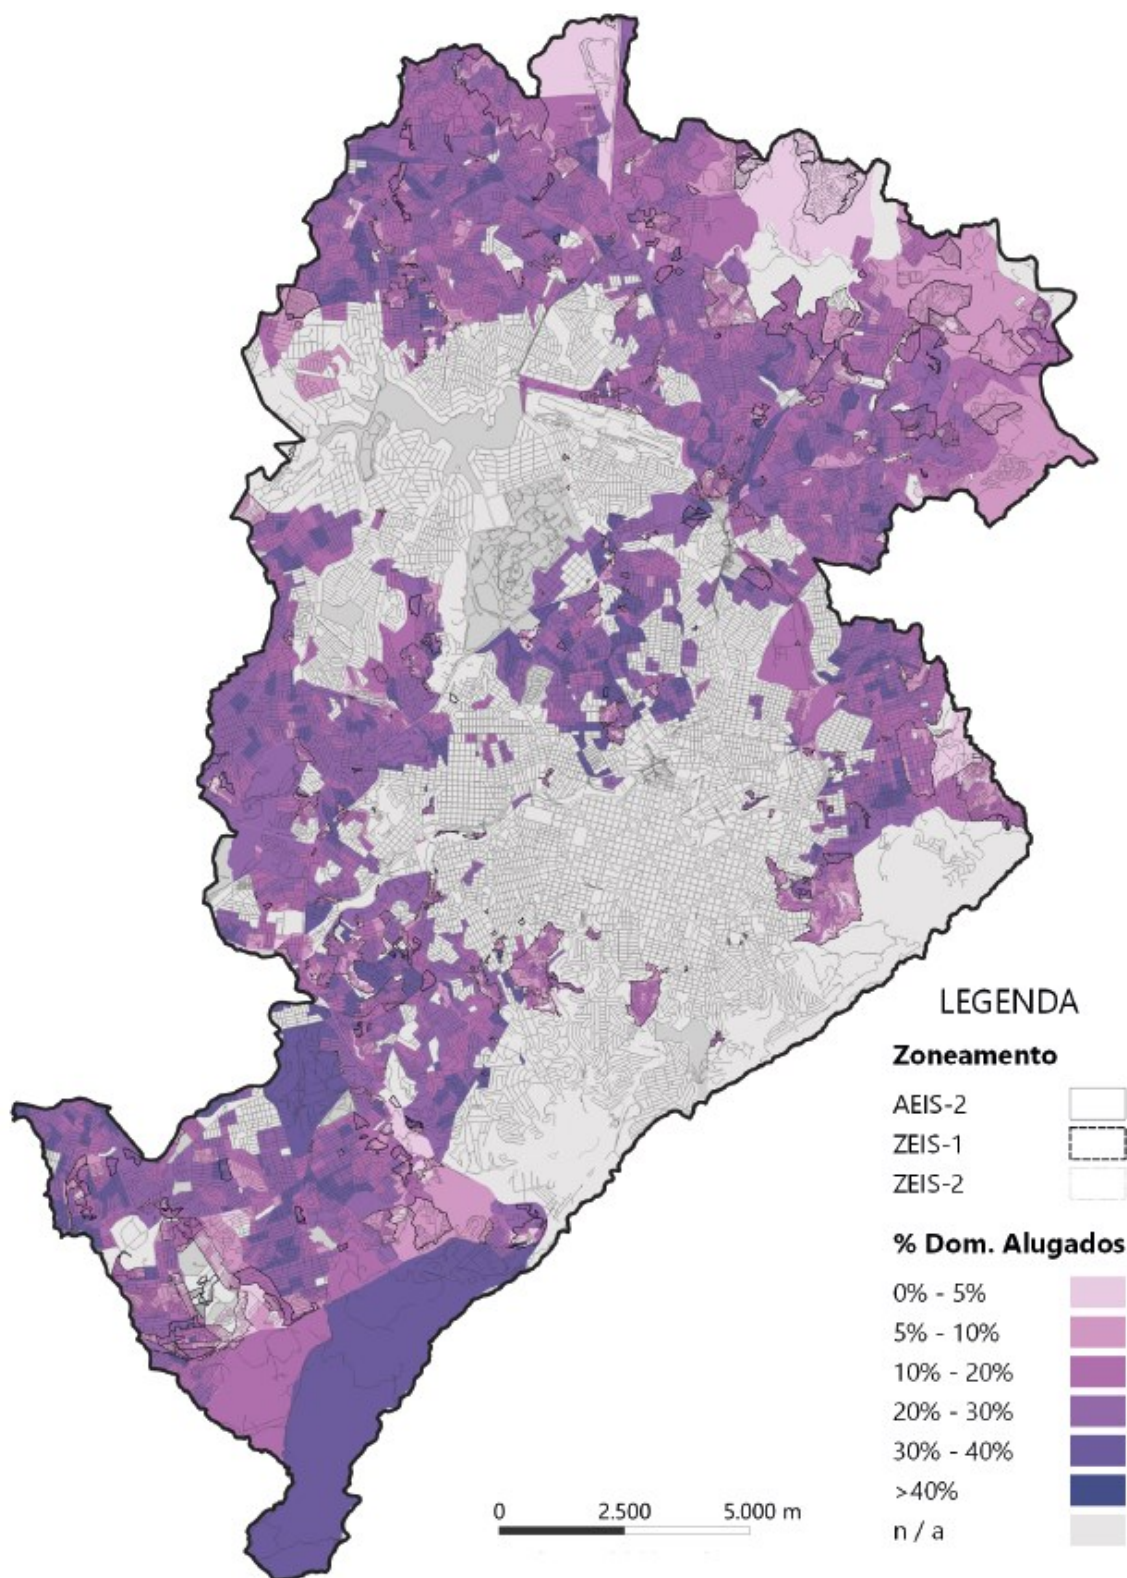 LEGENDA
Zoneamento
AEIS-2
ZEIS-1
ZEIS-2
% Dom. Alugados
0% - 5%
5% - 10%
10% - 20%
20% - 30%
30% - 40%
>40%
n / a
0 2.500 5.000 m